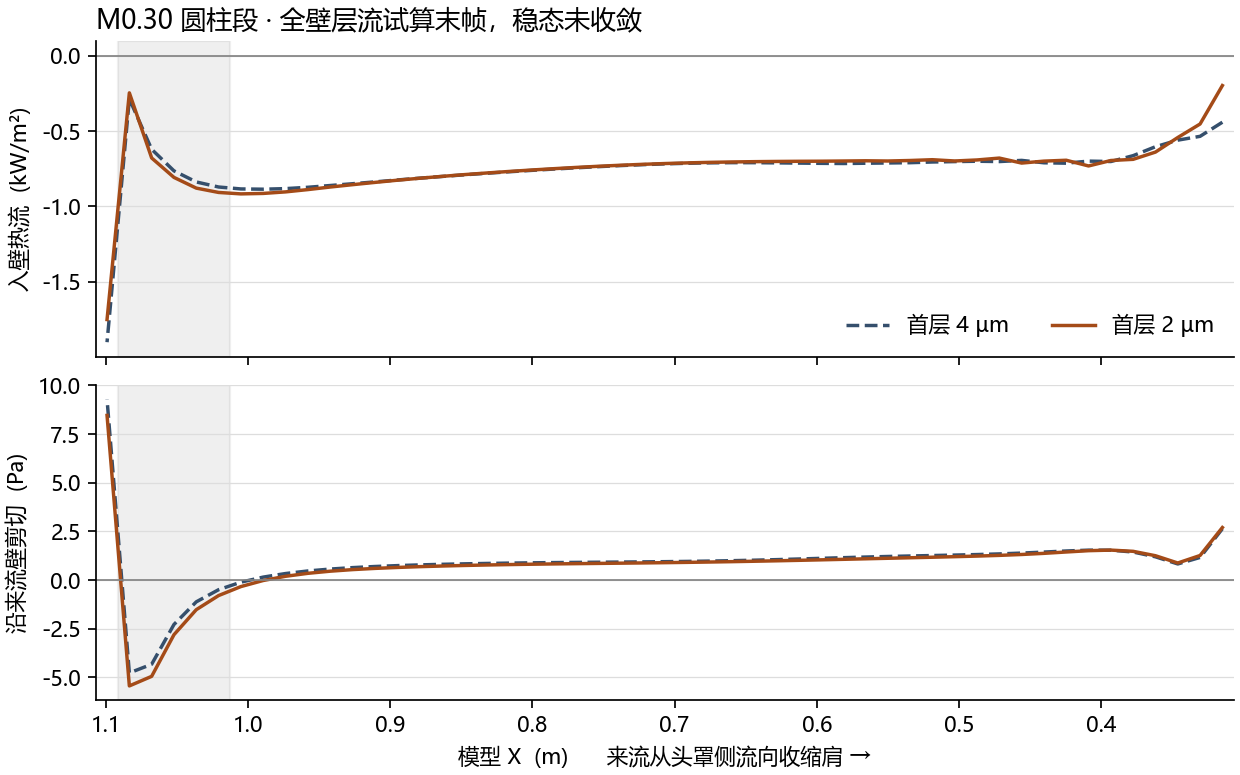 M0.30 圆柱段 · 全壁层流试算末帧，稳态未收敛
入壁热流 (kW/m²)
0.0
-0.5
-1.0
-1.5
首层 4 μm
首层 2 μm
沿来流壁剪切 (Pa)
10.0
7.5
5.0
2.5
0.0
-2.5
-5.0
1.1 1.0 0.9 0.8 0.7 0.6 0.5 0.4
模型 X (m) 来流从头罩侧流向收缩肩 →